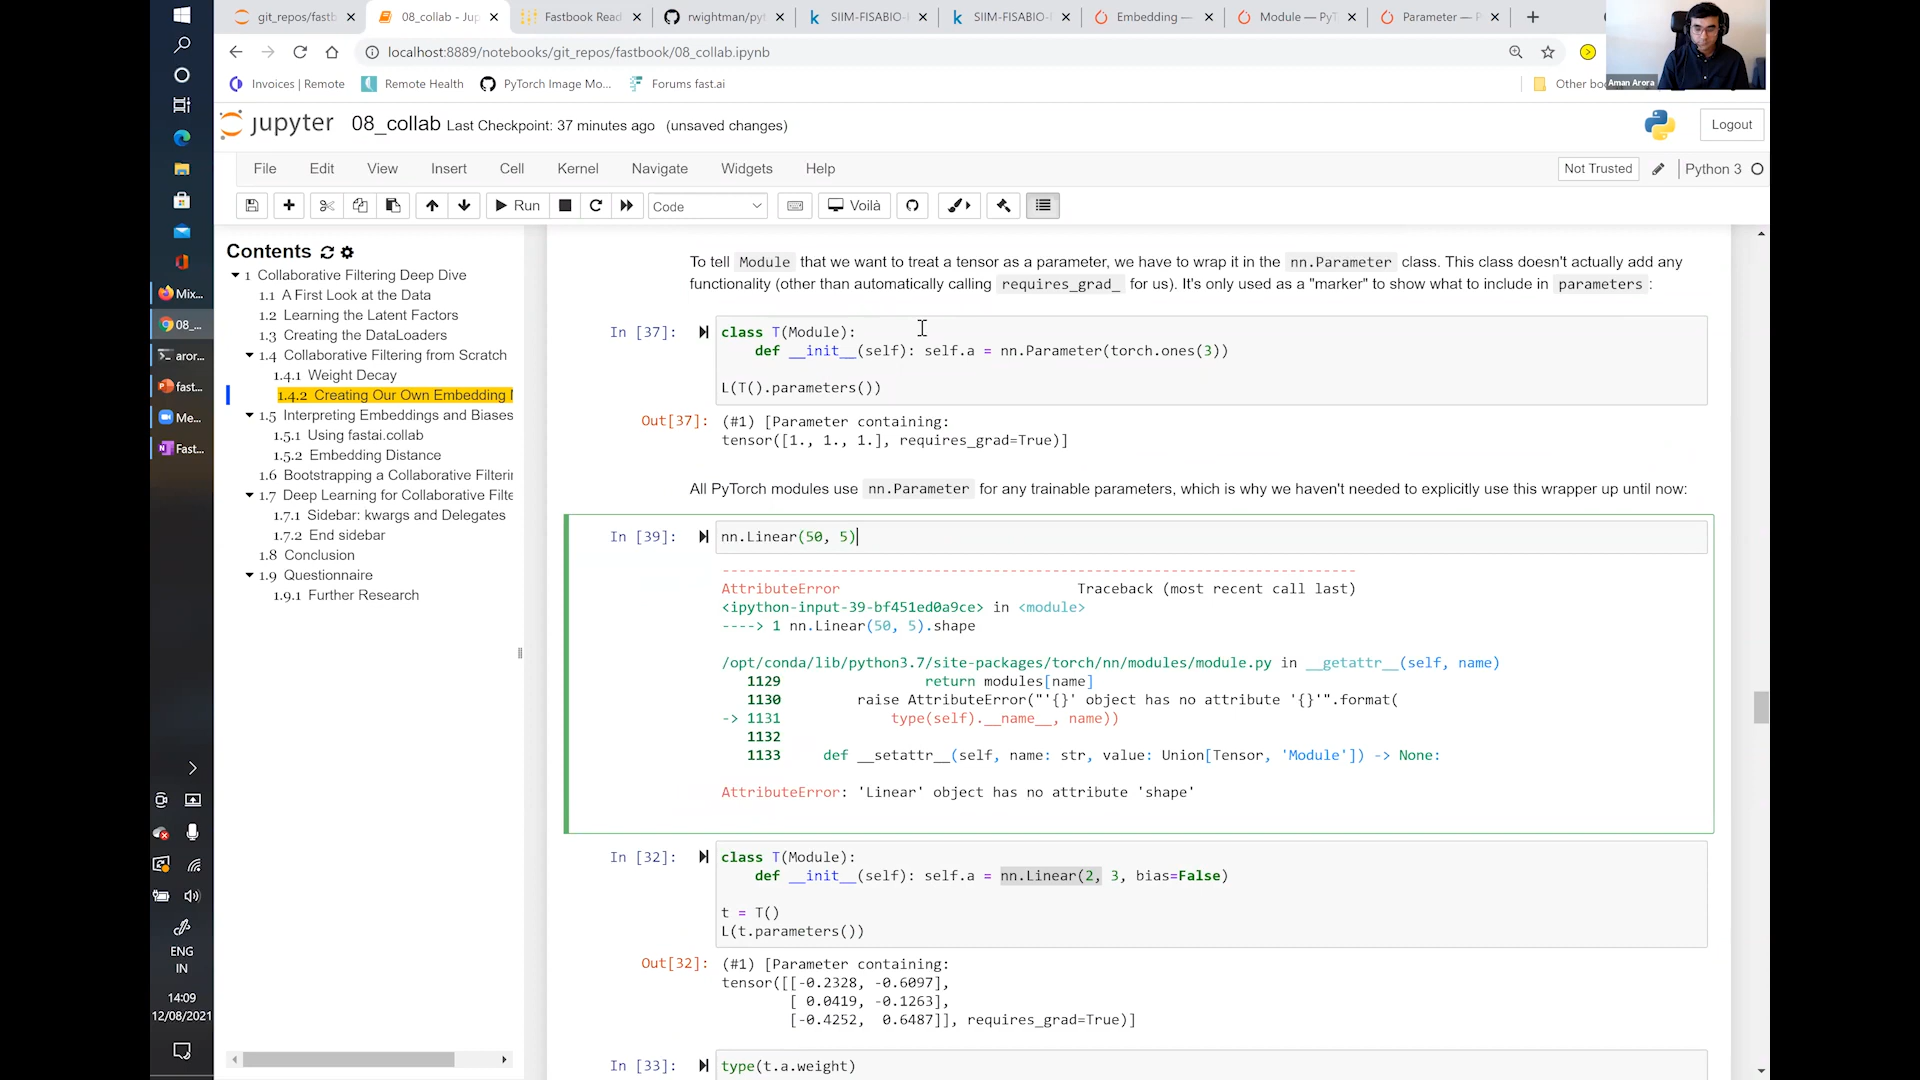 git_repos/fastb
08_collab - Jup
Fastbook Read
rwightman/pyt
SIIM-FISABIO-
SIIM-FISABIO-
Embedding —
Module — PyT
Parameter — P
localhost:8889/notebooks/git_repos/fastbook/08_collab.ipynb
Aman Arora
Invoices | Remote
Remote Health
PyTorch Image Mo...
Forums fast.ai
Other bo
jupyter
08_collab Last Checkpoint: 37 minutes ago (unsaved changes)
Logout
File Edit View Insert Cell Kernel Navigate Widgets Help
Not Trusted
Python 3
Run
Code
Voilà
Contents
1 Collaborative Filtering Deep Dive
1.1 A First Look at the Data
1.2 Learning the Latent Factors
1.3 Creating the DataLoaders
1.4 Collaborative Filtering from Scratch
1.4.1 Weight Decay
1.4.2 Creating Our Own Embedding
1.5 Interpreting Embeddings and Biases
1.5.1 Using fastai.collab
1.5.2 Embedding Distance
1.6 Bootstrapping a Collaborative Filterin
1.7 Deep Learning for Collaborative Filte
1.7.1 Sidebar: kwargs and Delegates
1.7.2 End sidebar
1.8 Conclusion
1.9 Questionnaire
1.9.1 Further Research
Mix...
08_...
aror...
fast...
Me...
Fast...
ENG
IN
14:09
12/08/2021
To tell Module that we want to treat a tensor as a parameter, we have to wrap it in the nn.Parameter class. This class doesn't actually add any
functionality (other than automatically calling requires_grad_ for us). It's only used as a "marker" to show what to include in parameters :
In [37]:
class T(Module):
def __init__(self): self.a = nn.Parameter(torch.ones(3))
L(T().parameters())
Out[37]:
(#1) [Parameter containing:
tensor([1., 1., 1.], requires_grad=True)]
All PyTorch modules use nn.Parameter for any trainable parameters, which is why we haven't needed to explicitly use this wrapper up until now:
In [39]:
nn.Linear(50, 5)
---------------------------------------------------------------------------
AttributeError Traceback (most recent call last)
<ipython-input-39-bf451ed0a9ce> in <module>
----> 1 nn.Linear(50, 5).shape
/opt/conda/lib/python3.7/site-packages/torch/nn/modules/module.py in __getattr__(self, name)
1129 return modules[name]
1130 raise AttributeError("'{}' object has no attribute '{}'".format(
-> 1131 type(self).__name__, name))
1132
1133 def __setattr__(self, name: str, value: Union[Tensor, 'Module']) -> None:
AttributeError: 'Linear' object has no attribute 'shape'
In [32]:
class T(Module):
def __init__(self): self.a = nn.Linear(2, 3, bias=False)
t = T()
L(t.parameters())
Out[32]:
(#1) [Parameter containing:
tensor([[-0.2328, -0.6097],
[ 0.0419, -0.1263],
[-0.4252, 0.6487]], requires_grad=True)]
In [33]:
type(t.a.weight)